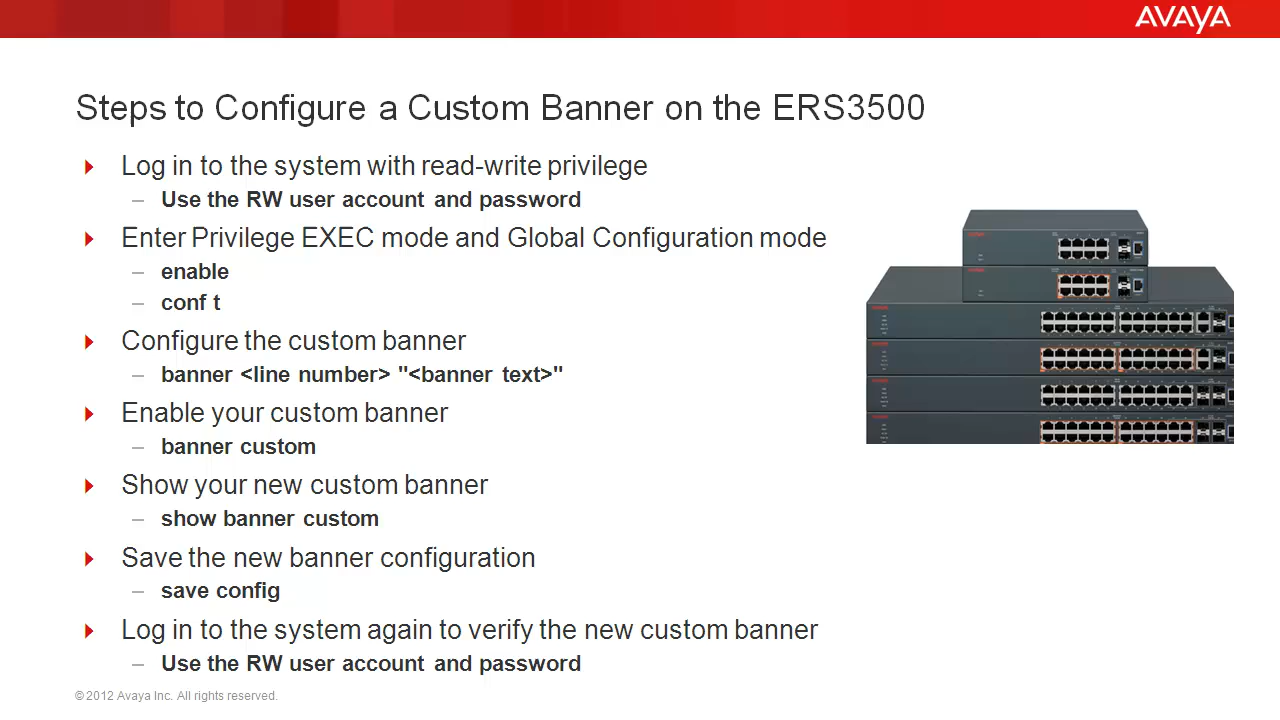 AVAYA
Steps to Configure a Custom Banner on the ERS3500
Log in to the system with read-write privilege
– Use the RW user account and password
Enter Privilege EXEC mode and Global Configuration mode
– enable
– conf t
Configure the custom banner
– banner <line number> "<banner text>"
Enable your custom banner
– banner custom
Show your new custom banner
– show banner custom
Save the new banner configuration
– save config
Log in to the system again to verify the new custom banner
– Use the RW user account and password
© 2012 Avaya Inc. All rights reserved.